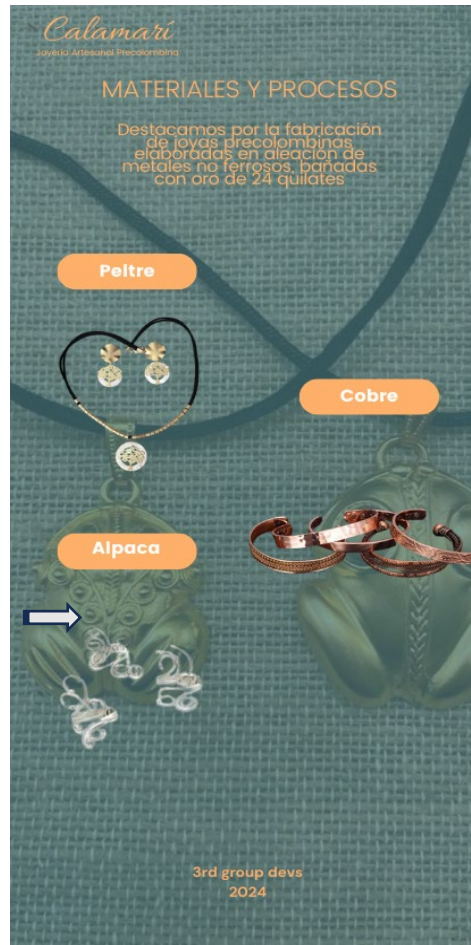 Calamarí
Joyería Artesanal Precolombina
MATERIALES Y PROCESOS
Destacamos por la fabricación
de joyas precolombinas
elaboradas en aleación de
metales no ferrosos, bañadas
con oro de 24 quilates
Peltre
Cobre
Alpaca
3rd group devs
2024